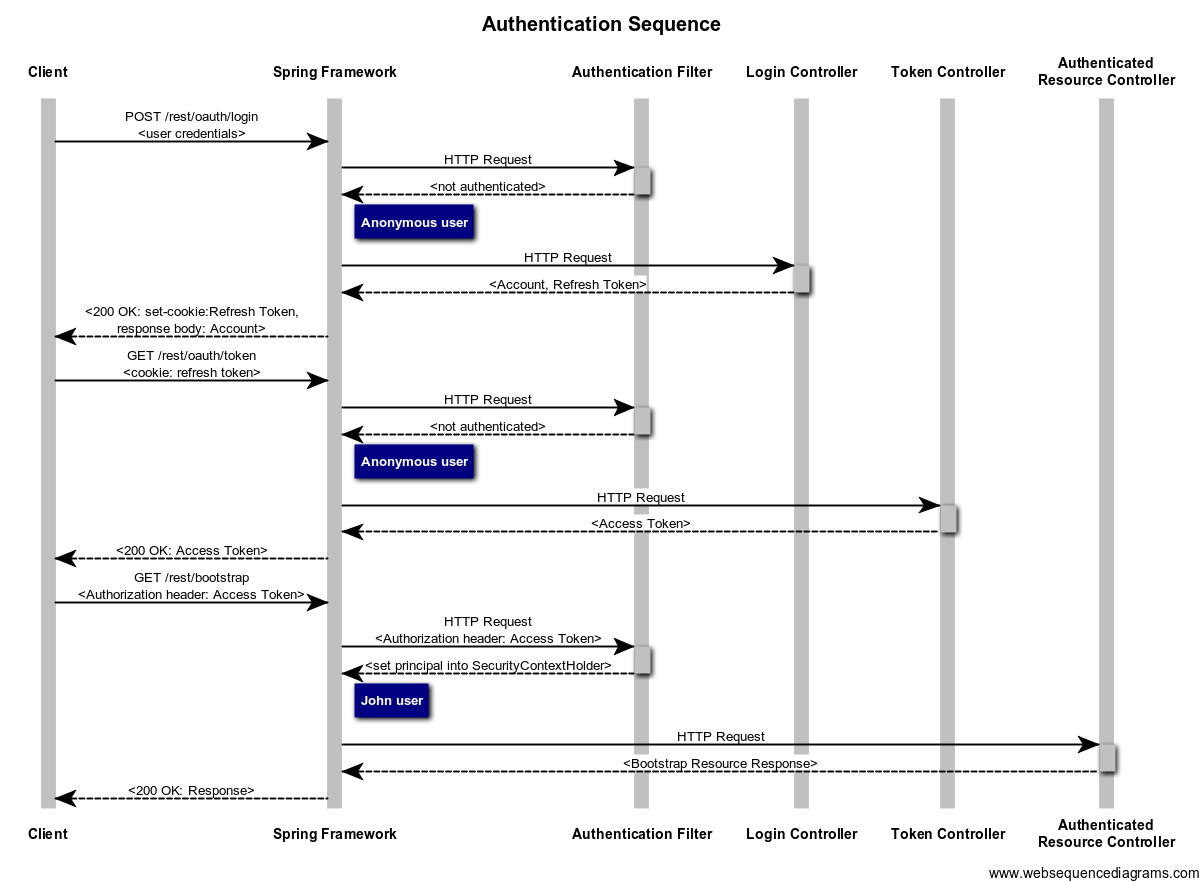 Authentication Sequence
Client
Spring Framework
Authentication Filter
Login Controller
Token Controller
Authenticated
Resource Controller
POST /rest/oauth/login
<user credentials>
HTTP Request
<not authenticated>
Anonymous user
HTTP Request
<Account, Refresh Token>
<200 OK: set-cookie:Refresh Token,
response body: Account>
GET /rest/oauth/token
<cookie: refresh token>
HTTP Request
<not authenticated>
Anonymous user
HTTP Request
<Access Token>
<200 OK: Access Token>
GET /rest/bootstrap
<Authorization header: Access Token>
HTTP Request
<Authorization header: Access Token>
<set principal into SecurityContextHolder>
John user
HTTP Request
<Bootstrap Resource Response>
<200 OK: Response>
Client
Spring Framework
Authentication Filter
Login Controller
Token Controller
Authenticated
Resource Controller
www.websequencediagrams.com